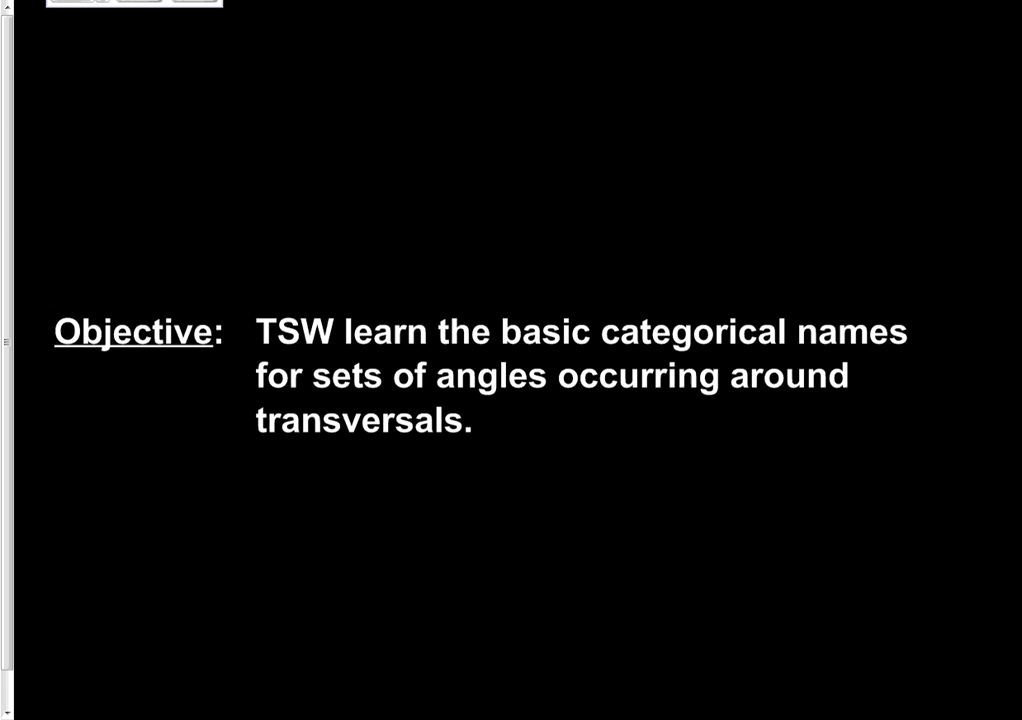 Objective: TSW learn the basic categorical names
for sets of angles occurring around
transversals.